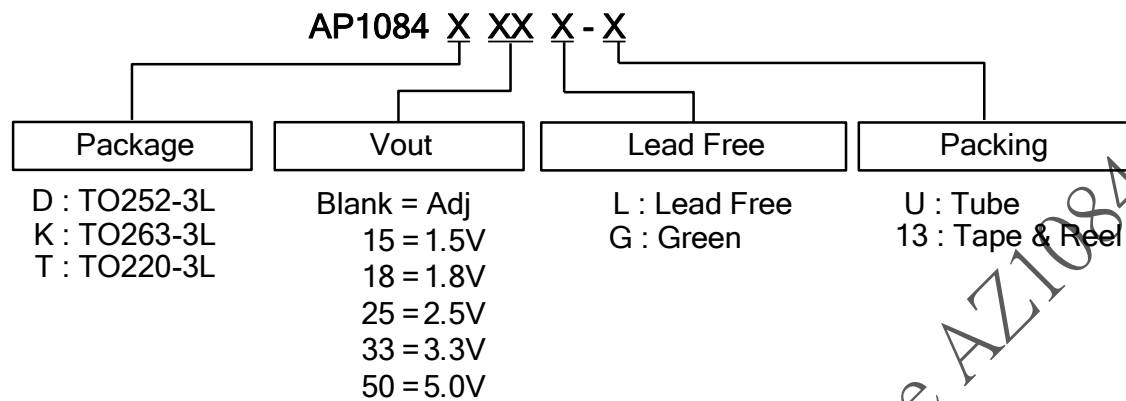 AP1084 X XX X - X
Package
Vout
Lead Free
Packing
D : TO252-3L
K : TO263-3L
T : TO220-3L
Blank = Adj
15 = 1.5V
18 = 1.8V
25 = 2.5V
33 = 3.3V
50 = 5.0V
L : Lead Free
G : Green
U : Tube
13 : Tape & Reel
AZ1084